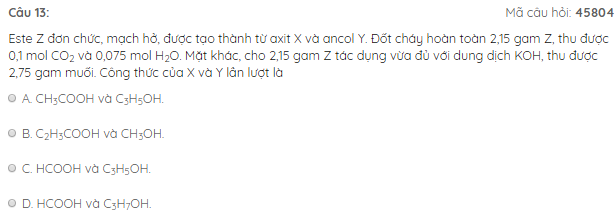 Câu 13: Mã câu hỏi: 45804
Este Z đơn chức, mạch hở, được tạo thành từ axit X và ancol Y. Đốt cháy hoàn toàn 2,15 gam Z, thu được
0,1 mol CO₂ và 0,075 mol H₂O. Mặt khác, cho 2,15 gam Z tác dụng vừa đủ với dung dịch KOH, thu được
2,75 gam muối. Công thức của X và Y lần lượt là
A. CH₃COOH và C₃H₅OH.
B. C₂H₃COOH và CH₃OH.
C. HCOOH và C₃H₅OH.
D. HCOOH và C₃H₇OH.